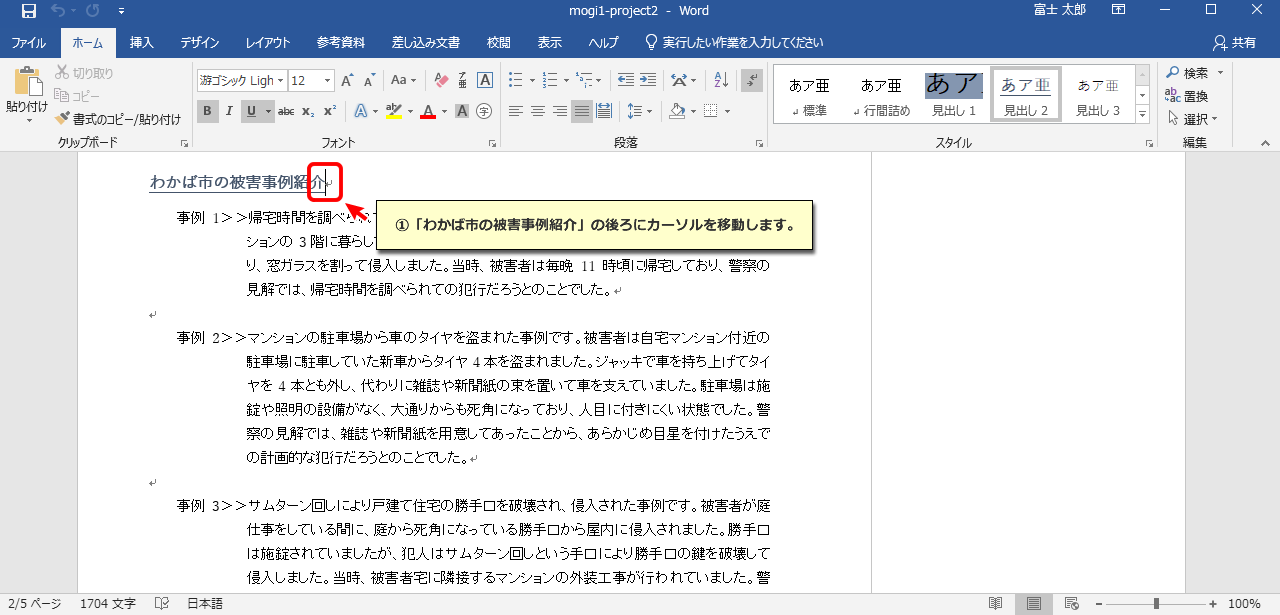 mogi1-project2 - Word
富士 太郎
ファイル ホーム 挿入 デザイン レイアウト 参考資料 差し込み文書 校閲 表示 ヘルプ 実行したい作業を入力してください 共有
貼り付け
切り取り
コピー
書式のコピー/貼り付け
クリップボード
游ゴシック Ligh 12
フォント
段落
あア亜 あア亜 あア あア亜 あア亜
↲ 標準 ↲ 行間詰め 見出し 1 見出し 2 見出し 3
スタイル
検索
置換
選択
編集
わかば市の被害事例紹介
①「わかば市の被害事例紹介」の後ろにカーソルを移動します。
事例 1>>帰宅時間を調べられて
ションの 3 階に暮らして
り、窓ガラスを割って侵入しました。当時、被害者は毎晩 11 時頃に帰宅しており、警察の
見解では、帰宅時間を調べられての犯行だろうとのことでした。
事例 2>>マンションの駐車場から車のタイヤを盗まれた事例です。被害者は自宅マンション付近の
駐車場に駐車していた新車からタイヤ 4 本を盗まれました。ジャッキで車を持ち上げてタイ
ヤを 4 本とも外し、代わりに雑誌や新聞紙の束を置いて車を支えていました。駐車場は施
錠や照明の設備がなく、大通りからも死角になっており、人目に付きにくい状態でした。警
察の見解では、雑誌や新聞紙を用意してあったことから、あらかじめ目星を付けたうえで
の計画的な犯行だろうとのことでした。
事例 3>>サムターン回しにより戸建て住宅の勝手口を破壊され、侵入された事例です。被害者が庭
仕事をしている間に、庭から死角になっている勝手口から屋内に侵入されました。勝手口
は施錠されていましたが、犯人はサムターン回しという手口により勝手口の鍵を破壊して
侵入しました。当時、被害者宅に隣接するマンションの外装工事が行われていました。警
2/5 ページ 1704 文字 日本語 100%